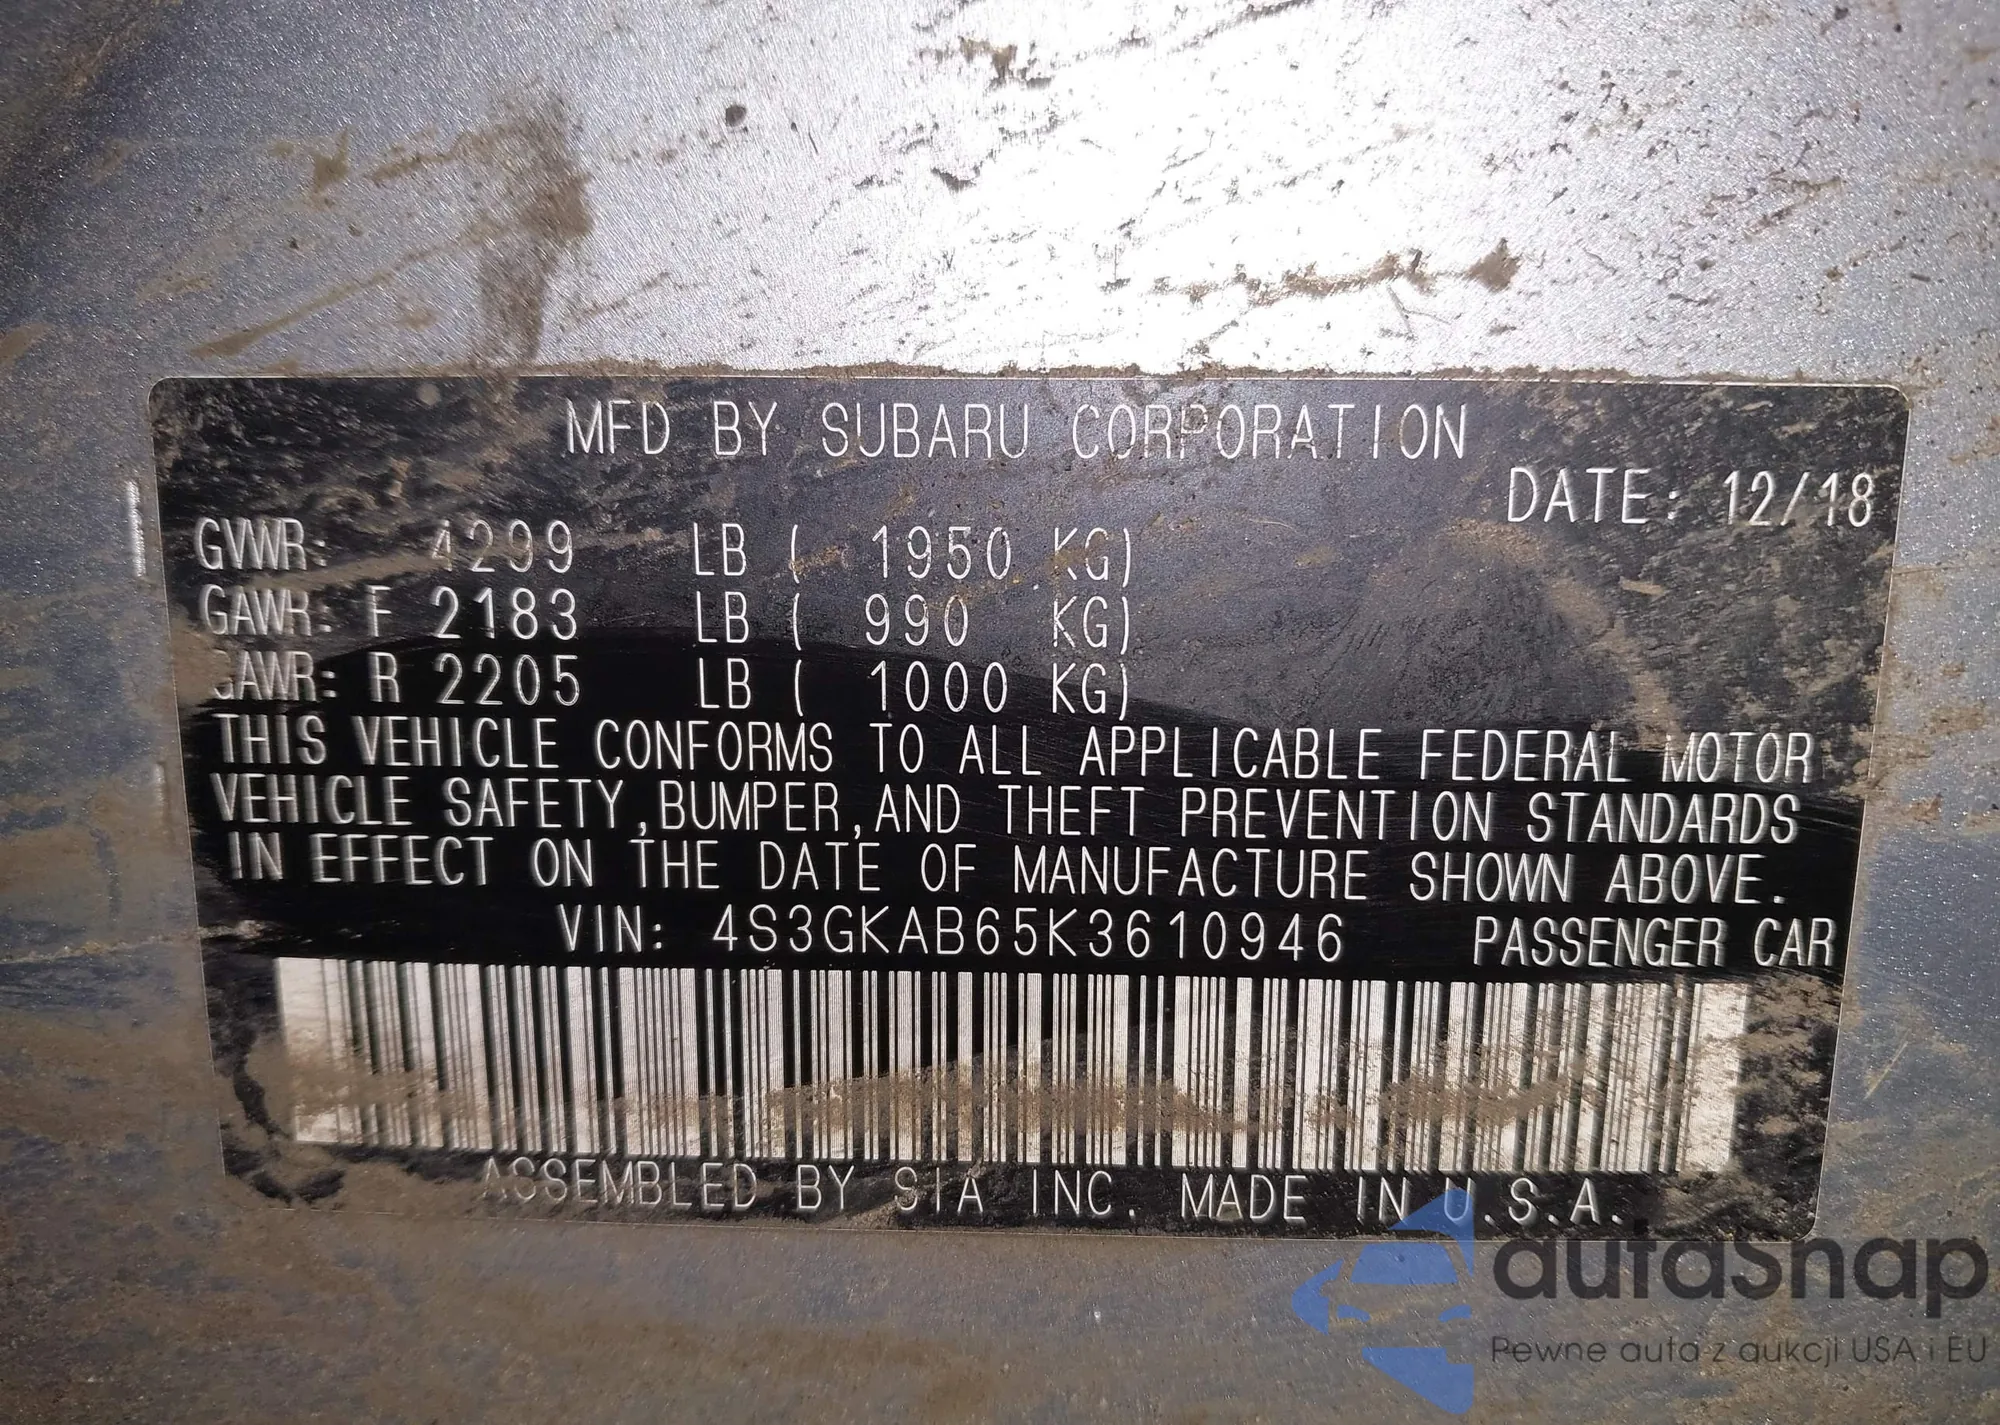 MFD BY SUBARU CORPORATION
DATE: 12/18
GVWR: 4299 LB ( 1950 KG)
GAWR: F 2183 LB ( 990 KG)
GAWR: R 2205 LB ( 1000 KG)
THIS VEHICLE CONFORMS TO ALL APPLICABLE FEDERAL MOTOR
VEHICLE SAFETY,BUMPER,AND THEFT PREVENTION STANDARDS
IN EFFECT ON THE DATE OF MANUFACTURE SHOWN ABOVE.
VIN: 4S3GKAB65K3610946 PASSENGER CAR
ASSEMBLED BY SIA INC. MADE IN U.S.A.
autasnap
Pewne auta z aukcji USA i EU